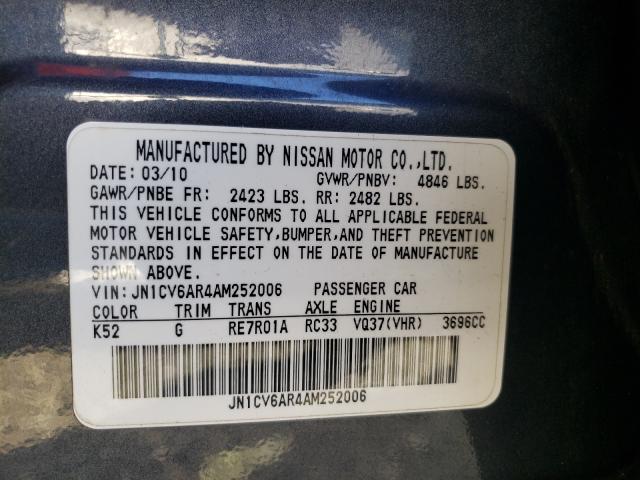 MANUFACTURED BY NISSAN MOTOR CO.,LTD.
DATE: 03/10 GVWR/PNBV: 4846 LBS.
GAWR/PNBE FR: 2423 LBS. RR: 2482 LBS.
THIS VEHICLE CONFORMS TO ALL APPLICABLE FEDERAL
MOTOR VEHICLE SAFETY,BUMPER,AND THEFT PREVENTION
STANDARDS IN EFFECT ON THE DATE OF MANUFACTURE
SHOWN ABOVE.
VIN:JN1CV6AR4AM252006 PASSENGER CAR
COLOR TRIM TRANS AXLE ENGINE
K52 G RE7R01A RC33 VQ37(VHR) 3696CC
JN1CV6AR4AM252006